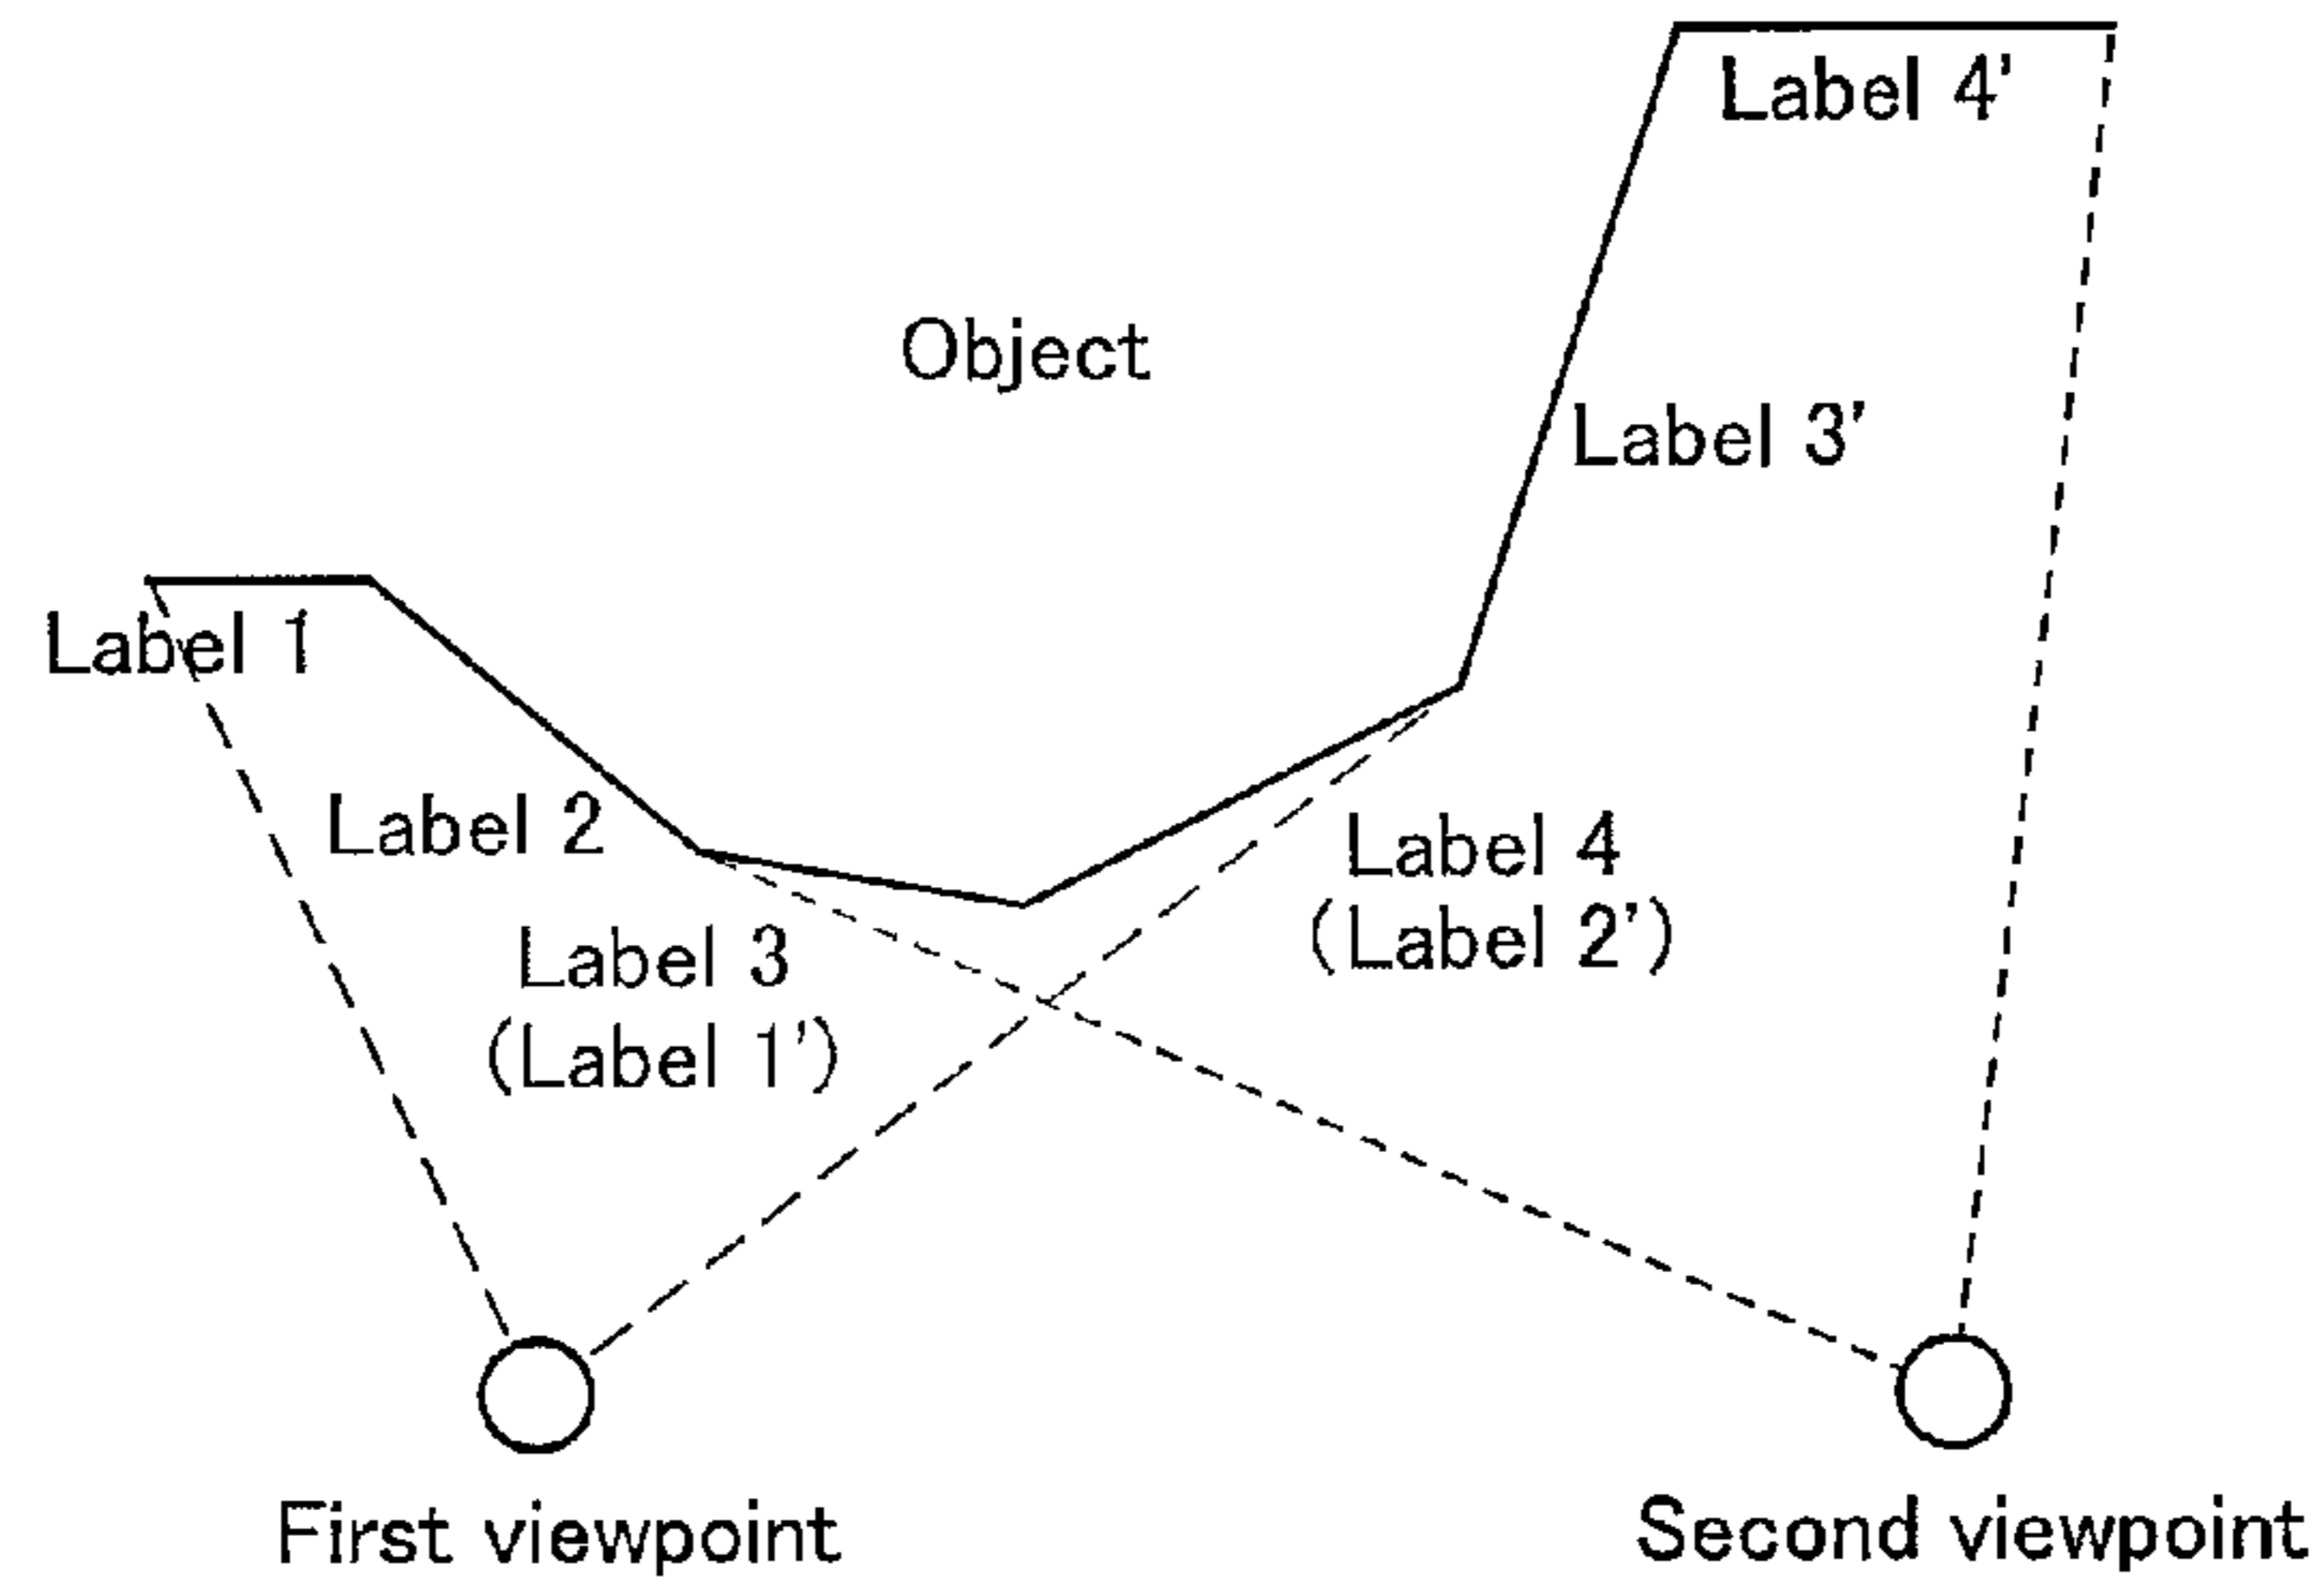 Label 4'
Object
Label 3'
Label 1
Label 2
Label 4
(Label 2')
Label 3
(Label 1')
First viewpoint
Second viewpoint